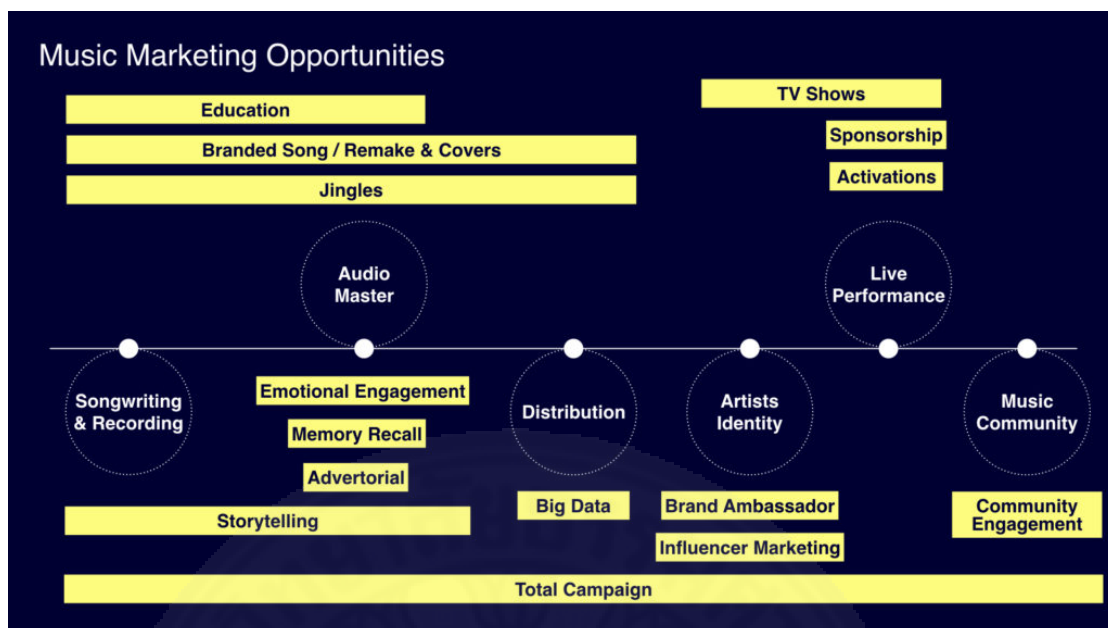 Music Marketing Opportunities
Education
TV Shows
Branded Song / Remake & Covers
Sponsorship
Jingles
Activations
Audio
Master
Live
Performance
Songwriting
& Recording
Emotional Engagement
Memory Recall
Advertorial
Storytelling
Distribution
Big Data
Artists
Identity
Brand Ambassador
Influencer Marketing
Music
Community
Community
Engagement
Total Campaign